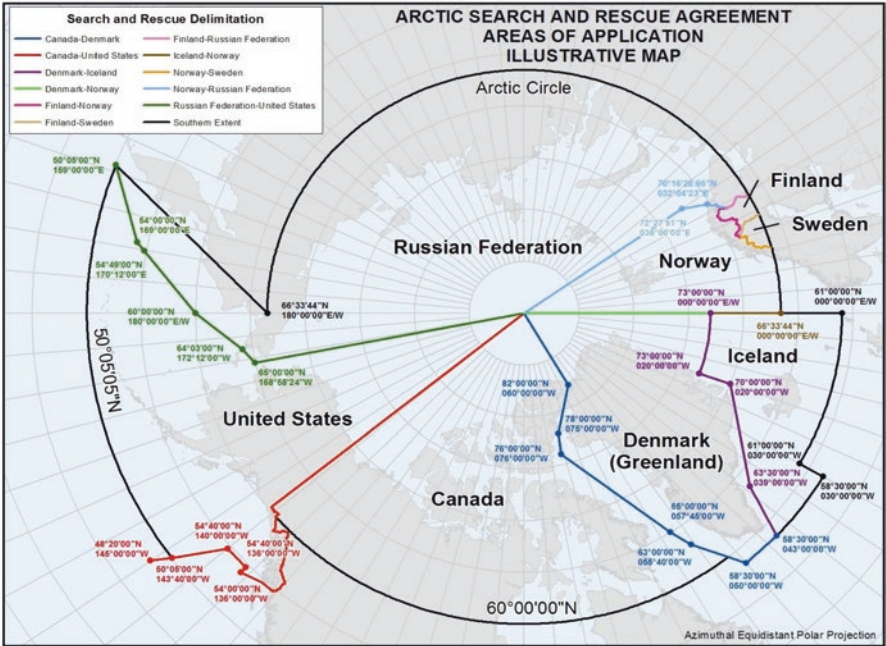 ARCTIC SEARCH AND RESCUE AGREEMENT
AREAS OF APPLICATION
ILLUSTRATIVE MAP
Search and Rescue Delimitation
Canada-Denmark
Canada-United States
Denmark-Iceland
Denmark-Norway
Finland-Norway
Finland-Sweden
Finland-Russian Federation
Iceland-Norway
Norway-Sweden
Norway-Russian Federation
Russian Federation-United States
Southern Extent
Arctic Circle
50°05'00"N
159°00'00"E
54°00'00"N
169°00'00"E
54°49'00"N
170°12'00"E
60°00'00"N
180°00'00"E/W
64°03'00"N
172°12'00"W
65°00'00"N
168°58'24"W
66°33'44"N
180°00'00"E/W
Russian Federation
Finland
Sweden
Norway
73°00'00"N
000°00'00"E/W
61°00'00"N
000°00'00"E/W
66°33'44"N
000°00'00"E/W
Iceland
73°00'00"N
020°00'00"W
70°00'00"N
020°00'00"W
50°05'05"N
United States
82°00'00"N
060°00'00"W
78°00'00"N
075°00'00"W
76°00'00"N
076°00'00"W
Denmark
(Greenland)
61°00'00"N
030°00'00"W
63°30'00"N
039°00'00"W
58°30'00"N
030°00'00"W
Canada
48°20'00"N
145°00'00"W
50°05'00"N
143°40'00"W
54°40'00"N
140°00'00"W
54°40'00"N
136°00'00"W
54°00'00"N
136°00'00"W
55°00'00"N
057°45'00"W
63°00'00"N
055°40'00"W
58°30'00"N
043°00'00"W
58°30'00"N
050°00'00"W
60°00'00"N
Azimuthal Equidistant Polar Projection